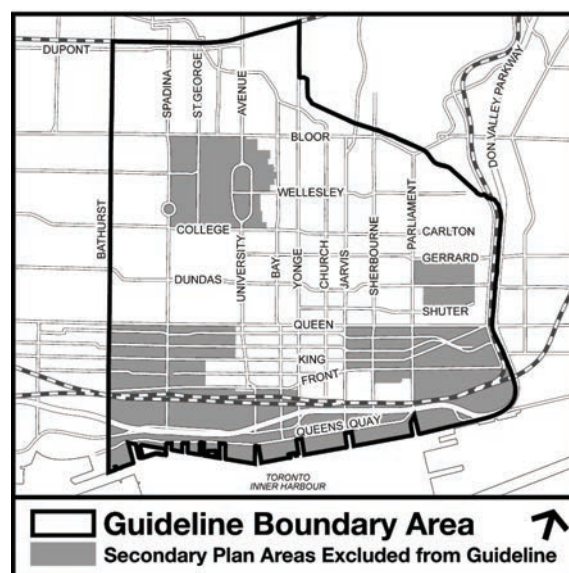 DUPONT
SPADINA
ST.GEORGE
AVENUE
DON VALLEY PARKWAY
BLOOR
WELLESLEY
PARLIAMENT
BATHURST
COLLEGE
CARLTON
GERRARD
UNIVERSITY
BAY
YONGE
CHURCH
JARVIS
SHERBOURNE
DUNDAS
SHUTER
QUEEN
KING
FRONT
QUEENS QUAY
TORONTO
INNER HARBOUR
Guideline Boundary Area
Secondary Plan Areas Excluded from Guideline